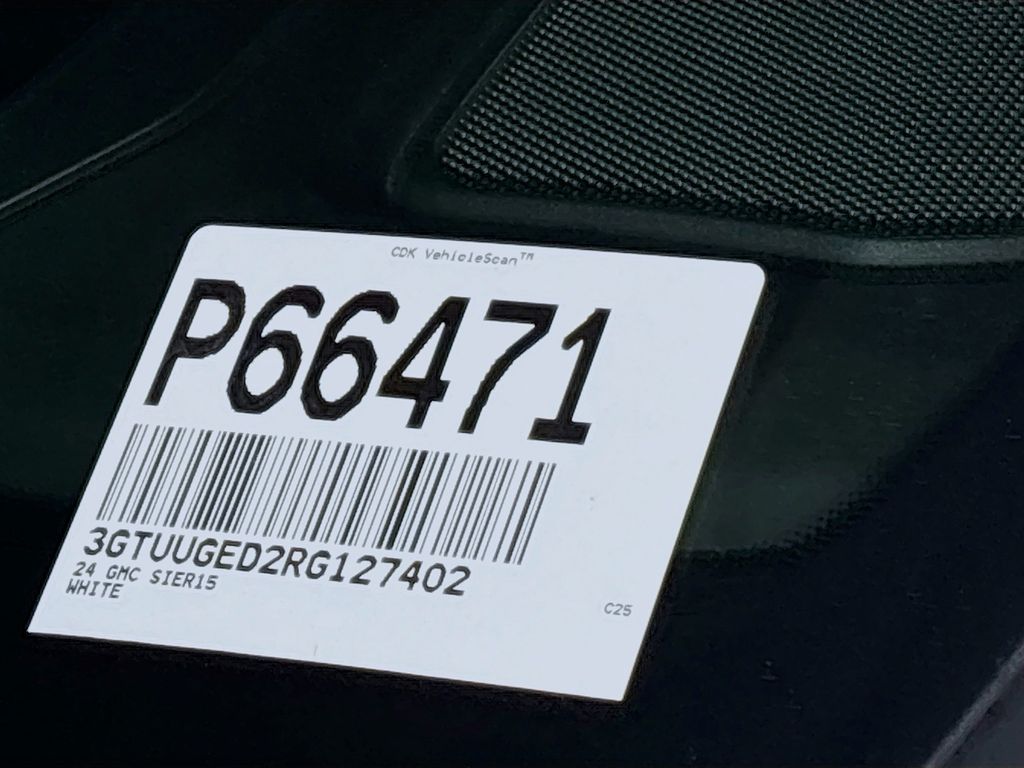 CDK VehicleScan™
P66471
3GTUUGED2RG127402
24 GMC SIER15
WHITE
C25